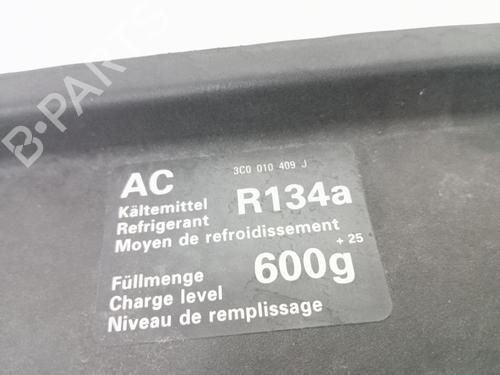 B-PARTS
3C0 010 409 J
AC
Kältemittel
Refrigerant R134a
Moyen de refroidissement
+ 25
Füllmenge 600g
Charge level
Niveau de remplissage